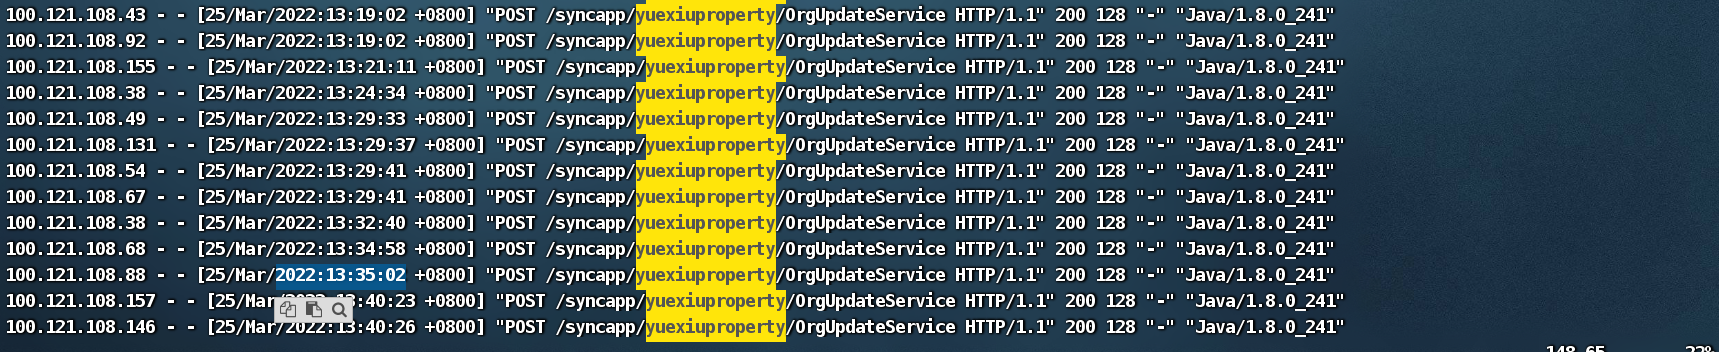 100.121.108.43 - - [25/Mar/2022:13:19:02 +0800] "POST /syncapp/yuexiuproperty/OrgUpdateService HTTP/1.1" 200 128 "-" "Java/1.8.0_241"
100.121.108.92 - - [25/Mar/2022:13:19:02 +0800] "POST /syncapp/yuexiuproperty/OrgUpdateService HTTP/1.1" 200 128 "-" "Java/1.8.0_241"
100.121.108.155 - - [25/Mar/2022:13:21:11 +0800] "POST /syncapp/yuexiuproperty/OrgUpdateService HTTP/1.1" 200 128 "-" "Java/1.8.0_241"
100.121.108.38 - - [25/Mar/2022:13:24:34 +0800] "POST /syncapp/yuexiuproperty/OrgUpdateService HTTP/1.1" 200 128 "-" "Java/1.8.0_241"
100.121.108.49 - - [25/Mar/2022:13:29:33 +0800] "POST /syncapp/yuexiuproperty/OrgUpdateService HTTP/1.1" 200 128 "-" "Java/1.8.0_241"
100.121.108.131 - - [25/Mar/2022:13:29:37 +0800] "POST /syncapp/yuexiuproperty/OrgUpdateService HTTP/1.1" 200 128 "-" "Java/1.8.0_241"
100.121.108.54 - - [25/Mar/2022:13:29:41 +0800] "POST /syncapp/yuexiuproperty/OrgUpdateService HTTP/1.1" 200 128 "-" "Java/1.8.0_241"
100.121.108.67 - - [25/Mar/2022:13:29:41 +0800] "POST /syncapp/yuexiuproperty/OrgUpdateService HTTP/1.1" 200 128 "-" "Java/1.8.0_241"
100.121.108.38 - - [25/Mar/2022:13:32:40 +0800] "POST /syncapp/yuexiuproperty/OrgUpdateService HTTP/1.1" 200 128 "-" "Java/1.8.0_241"
100.121.108.68 - - [25/Mar/2022:13:34:58 +0800] "POST /syncapp/yuexiuproperty/OrgUpdateService HTTP/1.1" 200 128 "-" "Java/1.8.0_241"
100.121.108.88 - - [25/Mar/2022:13:35:02 +0800] "POST /syncapp/yuexiuproperty/OrgUpdateService HTTP/1.1" 200 128 "-" "Java/1.8.0_241"
100.121.108.157 - - [25/Mar/2022:13:40:23 +0800] "POST /syncapp/yuexiuproperty/OrgUpdateService HTTP/1.1" 200 128 "-" "Java/1.8.0_241"
100.121.108.146 - - [25/Mar/2022:13:40:26 +0800] "POST /syncapp/yuexiuproperty/OrgUpdateService HTTP/1.1" 200 128 "-" "Java/1.8.0_241"